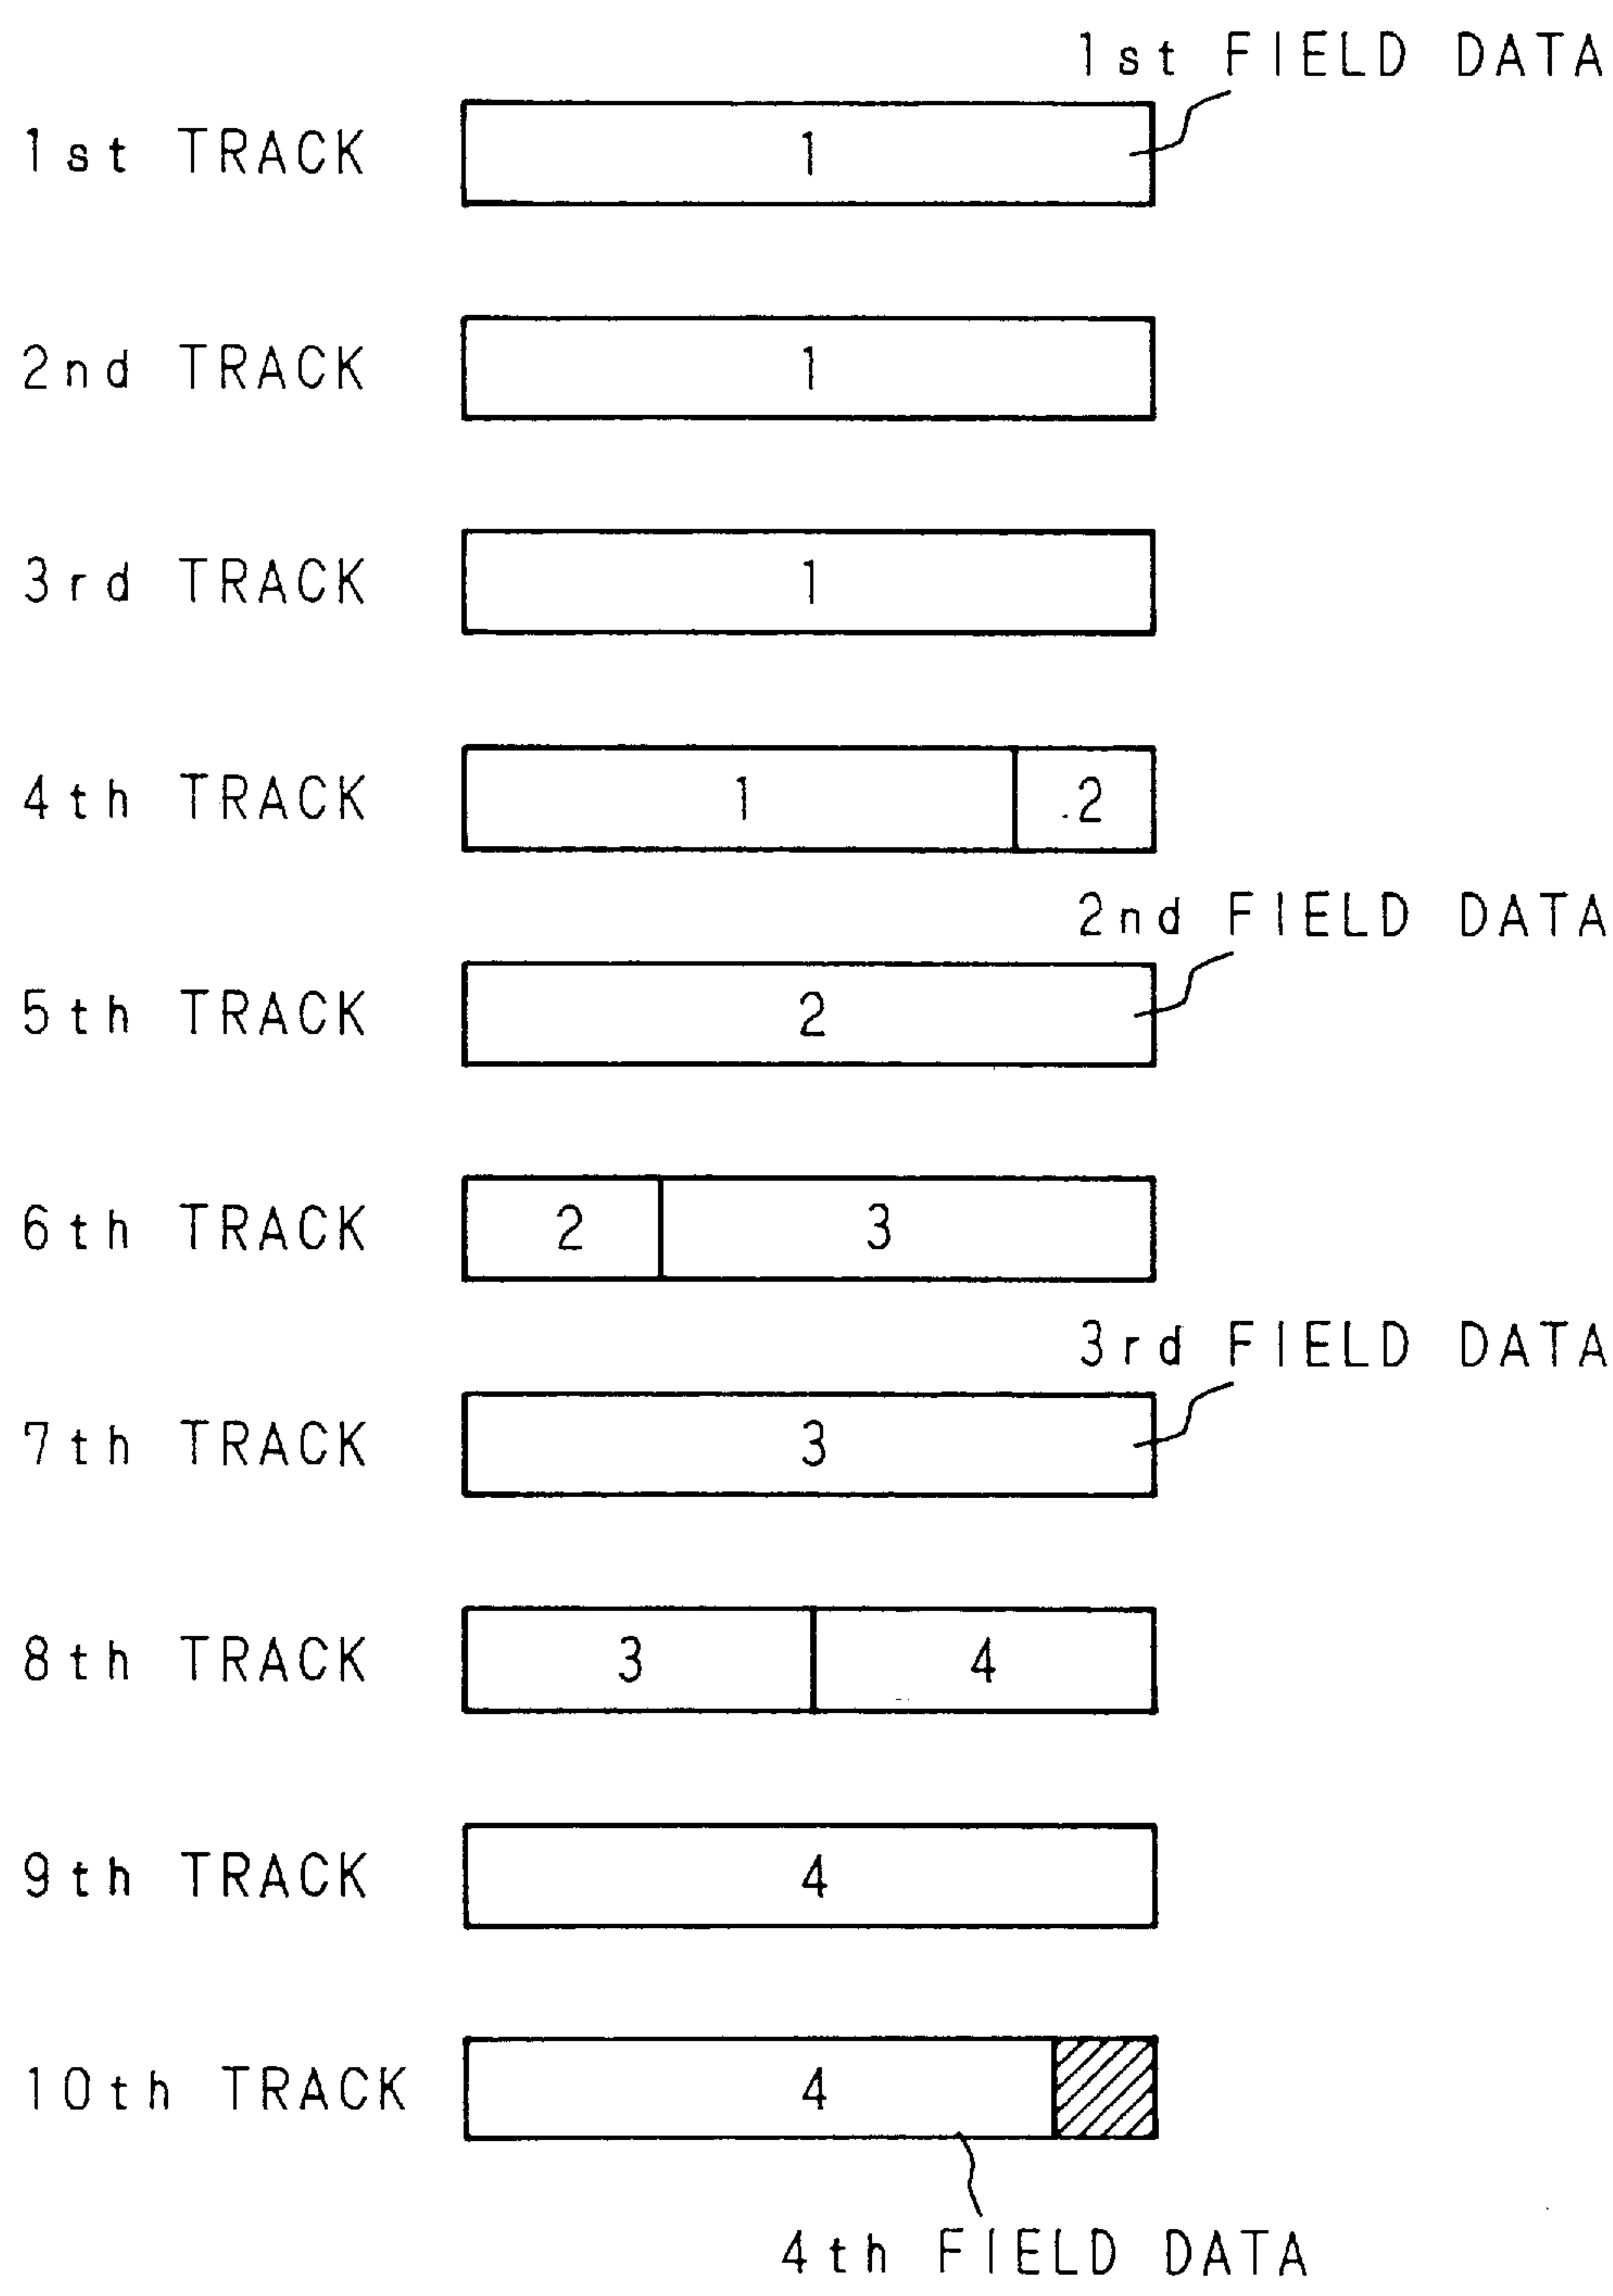 1st FIELD DATA
1st TRACK 1
2nd TRACK 1
3rd TRACK 1
4th TRACK 1 2
2nd FIELD DATA
5th TRACK 2
6th TRACK 2 3
3rd FIELD DATA
7th TRACK 3
8th TRACK 3 4
9th TRACK 4
10th TRACK 4
4th FIELD DATA